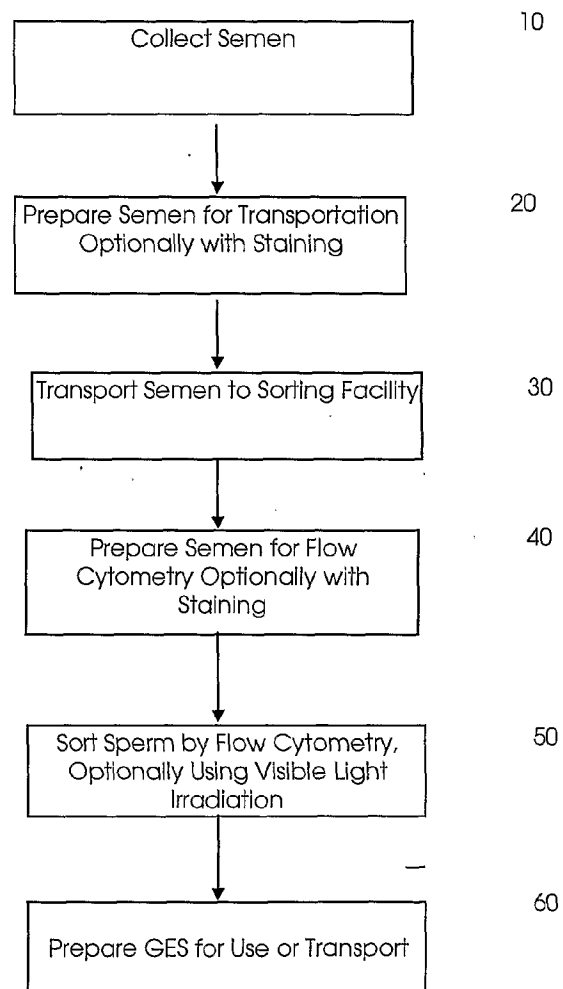 10
Collect Semen
20
Prepare Semen for Transportation
Optionally with Staining
30
Transport Semen to Sorting Facility
40
Prepare Semen for Flow
Cytometry Optionally with
Staining
50
Sort Sperm by Flow Cytometry,
Optionally Using Visible Light
Irradiation
60
Prepare GES for Use or Transport